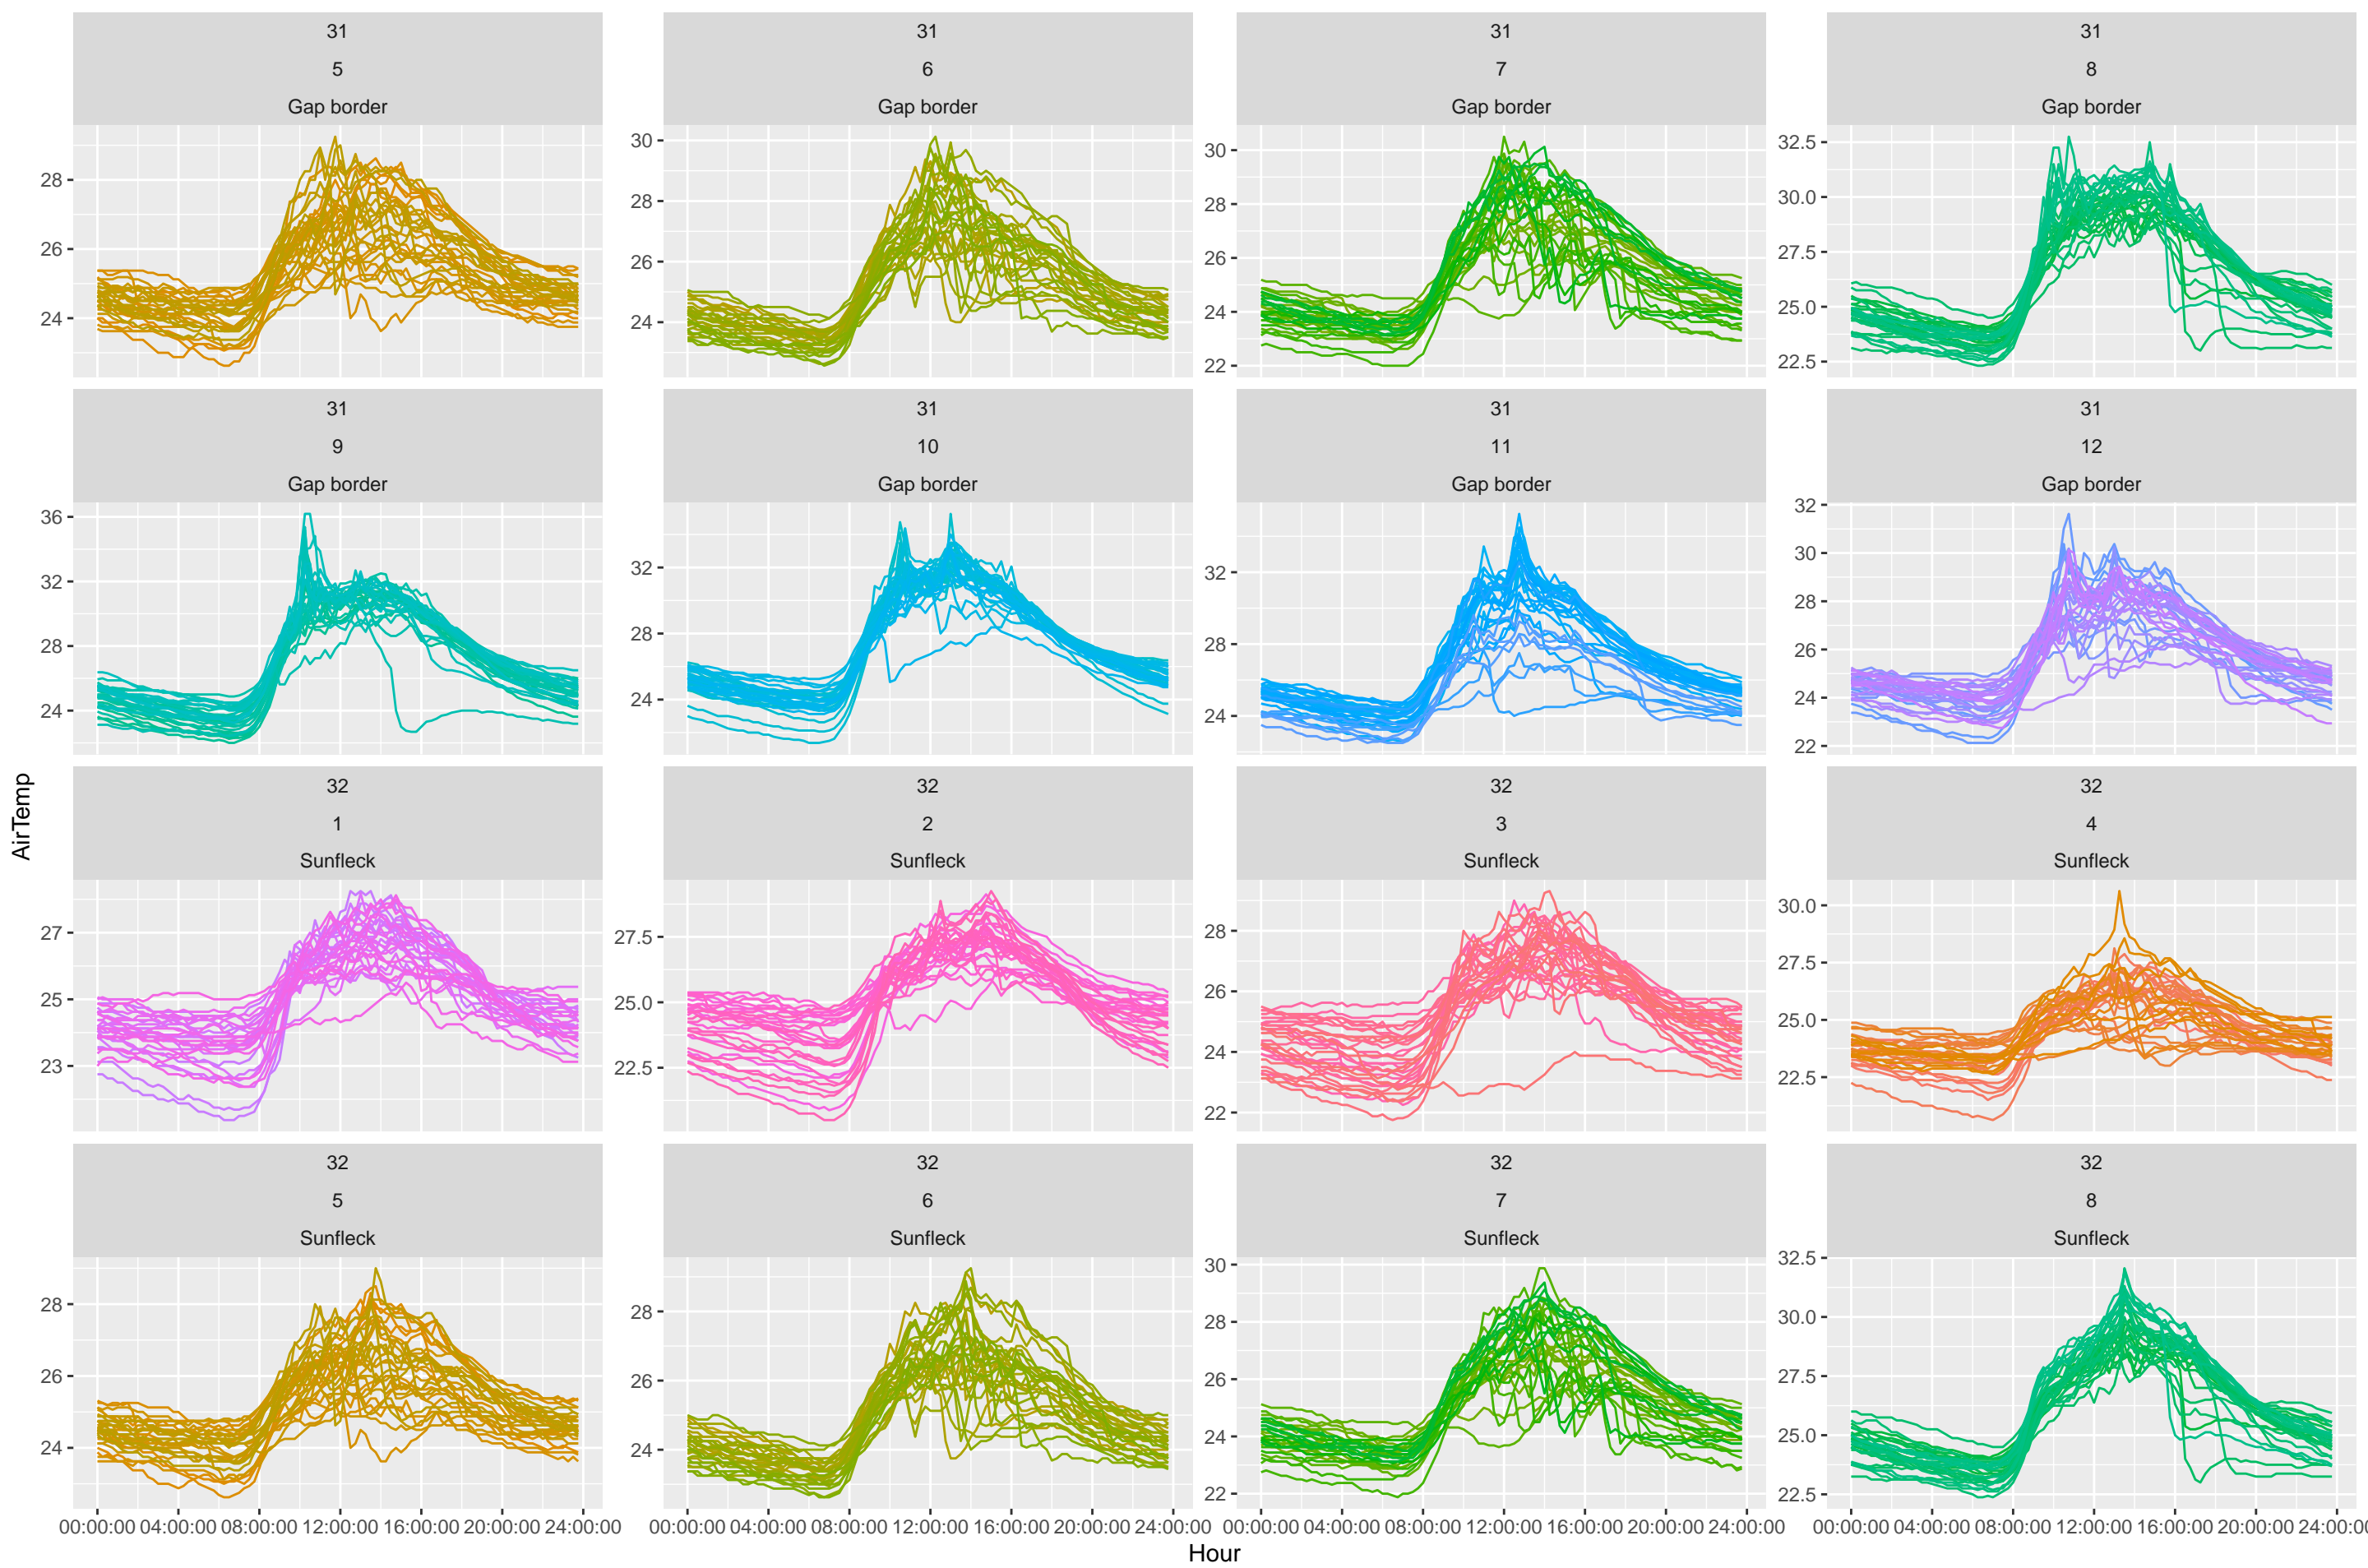 31 31 31 31
5 6 7 8
Gap border Gap border Gap border Gap border
30 30 32.5
28 28 28 30.0
26 26 26 27.5
24 24 24 25.0
22 22.5
31 31 31 31
9 10 11 12
Gap border Gap border Gap border Gap border
36 32 32 32
32 28 28 30
28 24 24 28
24 26
24
22
AirTemp
32 32 32 32
1 2 3 4
Sunfleck Sunfleck Sunfleck Sunfleck
27 27.5 28 30.0
25 25.0 26 27.5
23 22.5 24 25.0
22 22.5
32 32 32 32
5 6 7 8
Sunfleck Sunfleck Sunfleck Sunfleck
28 28 30 32.5
26 26 28 30.0
24 24 26 27.5
24 25.0
22 22.5
00:00:00 04:00:00 08:00:00 12:00:00 16:00:00 20:00:00 24:00:00 00:00:00 04:00:00 08:00:00 12:00:00 16:00:00 20:00:00 24:00:00 00:00:00 04:00:00 08:00:00 12:00:00 16:00:00 20:00:00 24:00:00 00:00:00 04:00:00 08:00:00 12:00:00 16:00:00 20:00:00 24:00:0
Hour